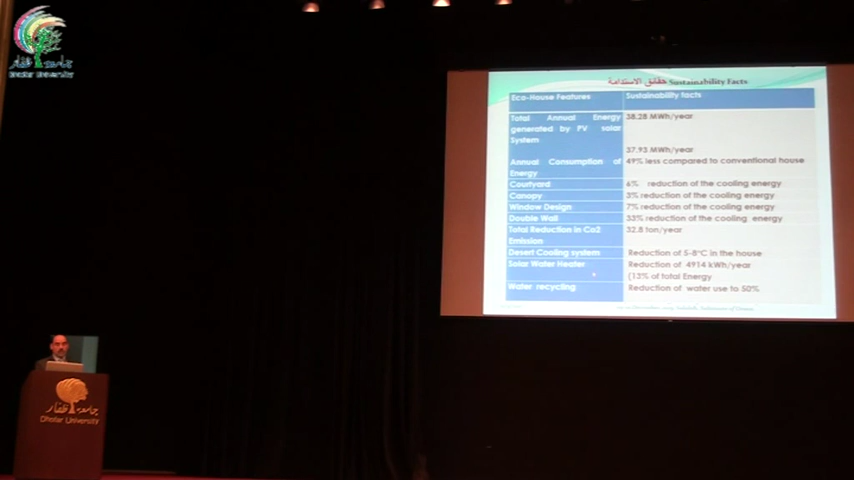 جامعة ظفار
Dhofar University
حقائق الاستدامة Sustainability Facts
Eco-House Features
Sustainability facts
Total Annual Energy
generated by PV solar
System
38.28 MWh/year
Annual Consumption of
Energy
37.93 MWh/year
49% less compared to conventional house
Courtyard
6% reduction of the cooling energy
Canopy
3% reduction of the cooling energy
Window Design
7% reduction of the cooling energy
Double Wall
33% reduction of the cooling energy
Total Reduction in Co2
Emission
32.8 ton/year
Desert Cooling system
Reduction of 5-8°C in the house
Solar Water Heater
Reduction of 4914 kWh/year
(13% of total Energy
Water recycling
Reduction of water use to 50%
جامعة ظفار
Dhofar University